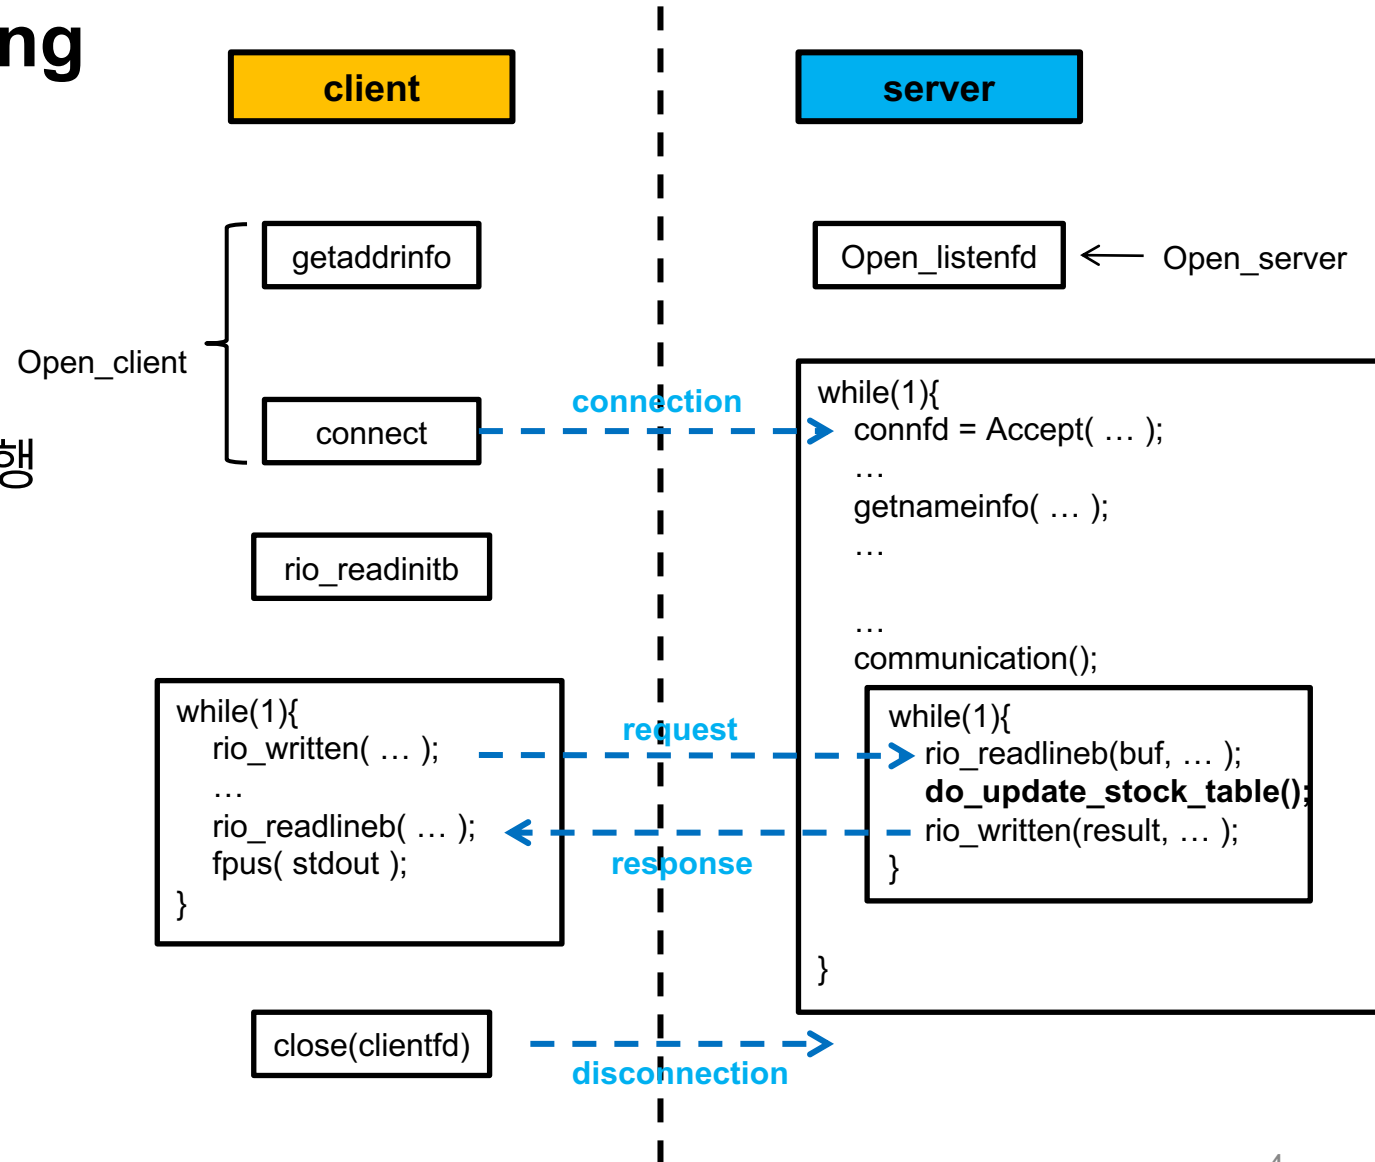 ng
client
server
getaddrinfo
Open_listenfd
Open_server
Open_client
connect
connection
행
rio_readinitb
while(1){
connfd = Accept( … );
…
getnameinfo( … );
…
…
communication();
while(1){
rio_written( … );
…
rio_readlineb( … );
fpus( stdout );
}
request
response
while(1){
rio_readlineb(buf, … );
do_update_stock_table();
rio_written(result, … );
}
}
close(clientfd)
disconnection